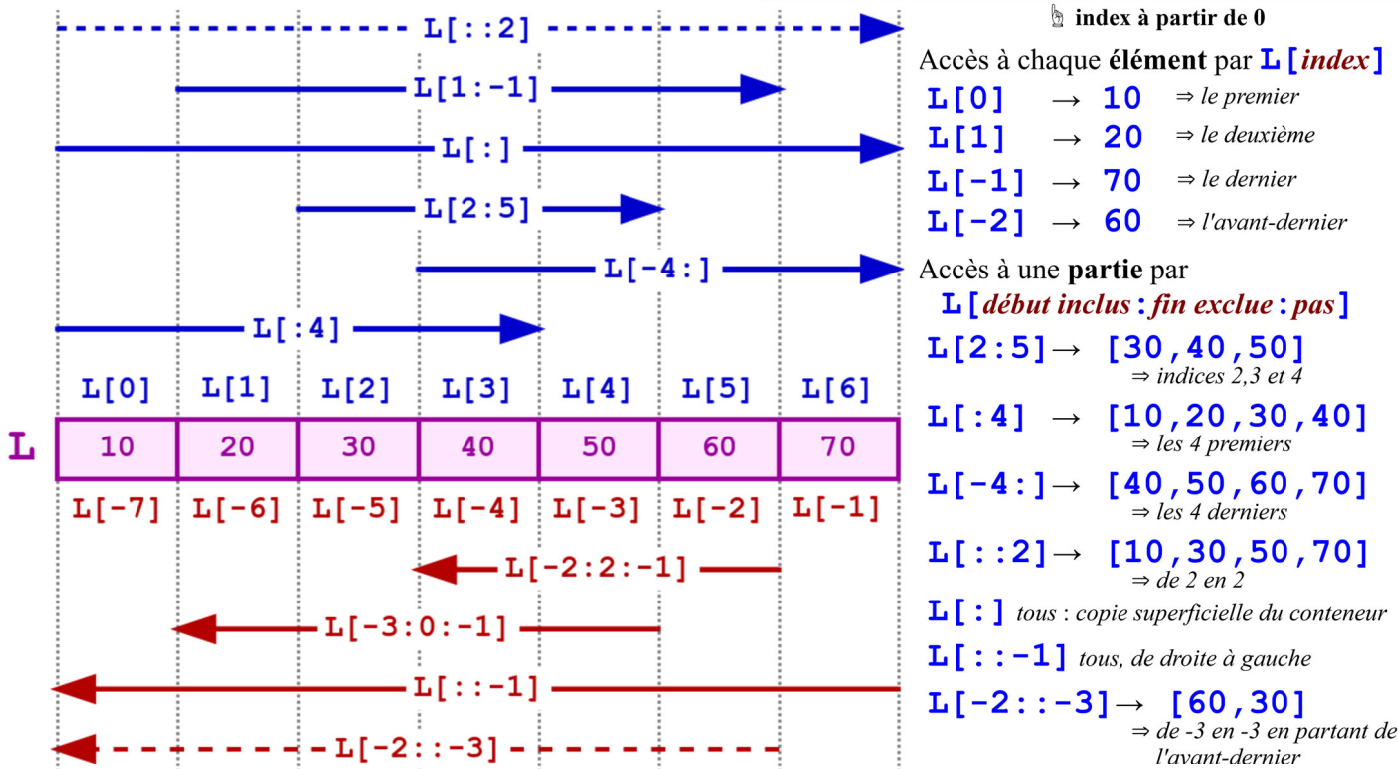 L[::2]
L[1:-1]
L[:]
L[2:5]
L[-4:]
L[:4]
L[0] L[1] L[2] L[3] L[4] L[5] L[6]
L 10 20 30 40 50 60 70
L[-7] L[-6] L[-5] L[-4] L[-3] L[-2] L[-1]
L[-2:2:-1]
L[-3:0:-1]
L[::-1]
L[-2::-3]
☝ index à partir de 0
Accès à chaque élément par L[index]
L[0] → 10 ⇒ le premier
L[1] → 20 ⇒ le deuxième
L[-1] → 70 ⇒ le dernier
L[-2] → 60 ⇒ l'avant-dernier
Accès à une partie par
L[début inclus:fin exclue:pas]
L[2:5]→ [30,40,50]
⇒ indices 2,3 et 4
L[:4] → [10,20,30,40]
⇒ les 4 premiers
L[-4:]→ [40,50,60,70]
⇒ les 4 derniers
L[::2]→ [10,30,50,70]
⇒ de 2 en 2
L[:] tous : copie superficielle du conteneur
L[::-1] tous, de droite à gauche
L[-2::-3]→ [60,30]
⇒ de -3 en -3 en partant de
l'avant-dernier